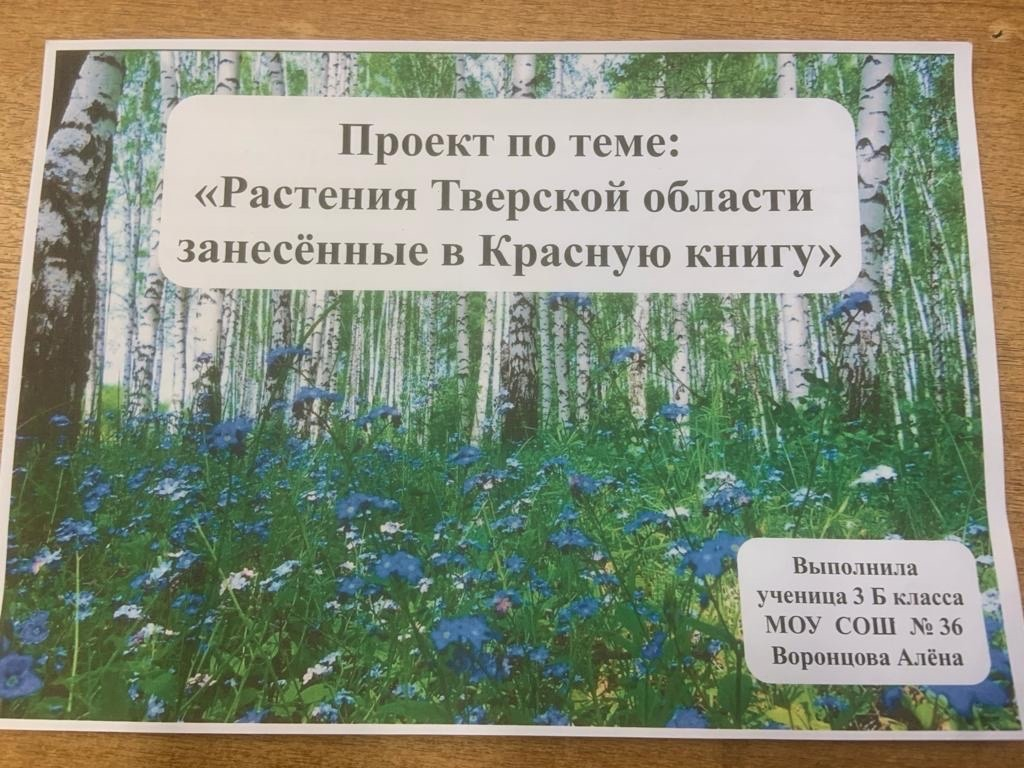 Проект по теме:
«Растения Тверской области
занесённые в Красную книгу»
Выполнила
ученица 3 Б класса
МОУ СОШ № 36
Воронцова Алёна